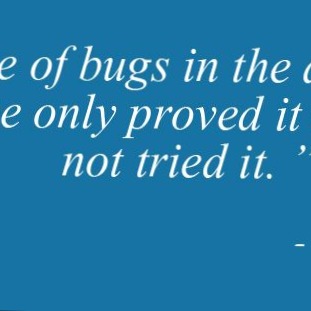 e of bugs in the
e only proved it
not tried it. ”
-